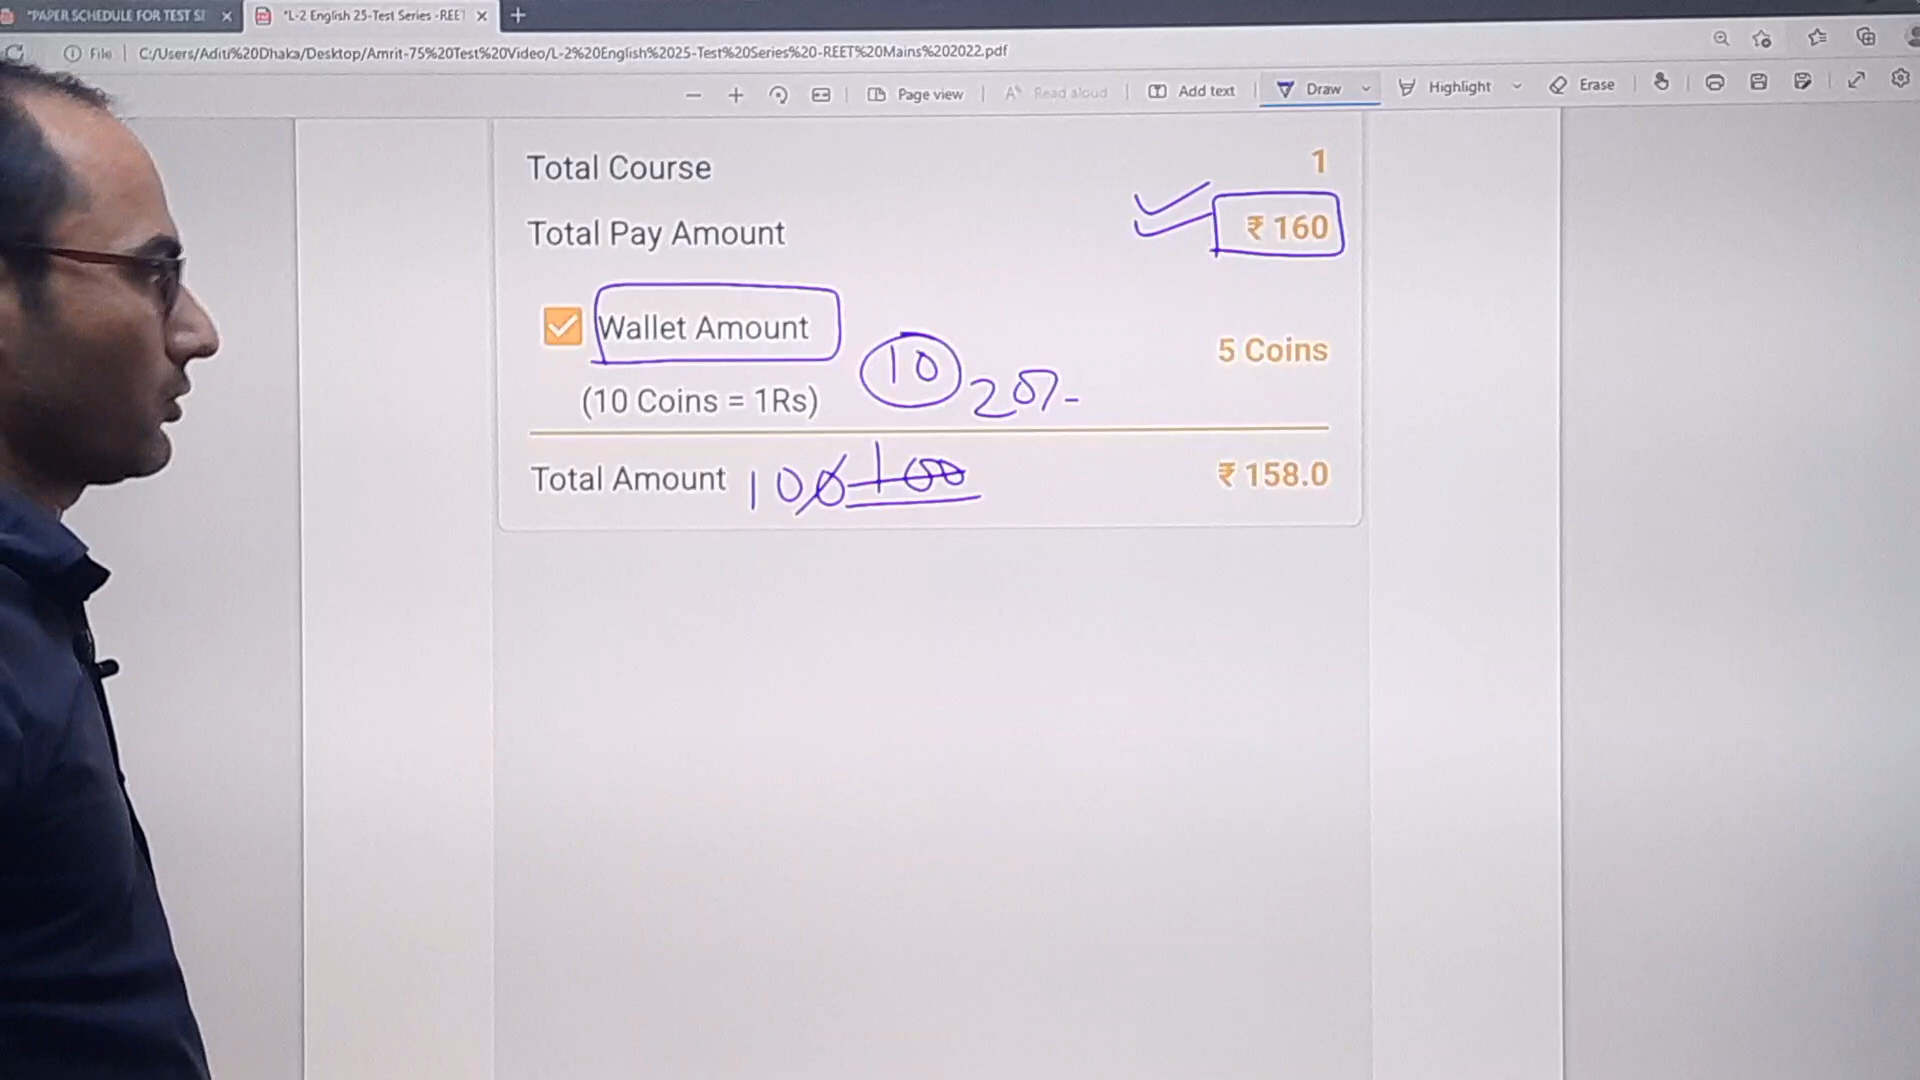 *PAPER SCHEDULE FOR TEST SE
*L-2 English 25-Test Series -REET
File C:/Users/Aditi%20Dhaka/Desktop/Amrit-75%20Test%20Video/L-2%20English%2025-Test%20Series%20-REET%20Mains%202022.pdf
Page view Read aloud Add text Draw Highlight Erase
Total Course 1
Total Pay Amount ₹ 160
Wallet Amount 5 Coins
10 20/-
(10 Coins = 1Rs)
Total Amount ₹ 158.0
100 100